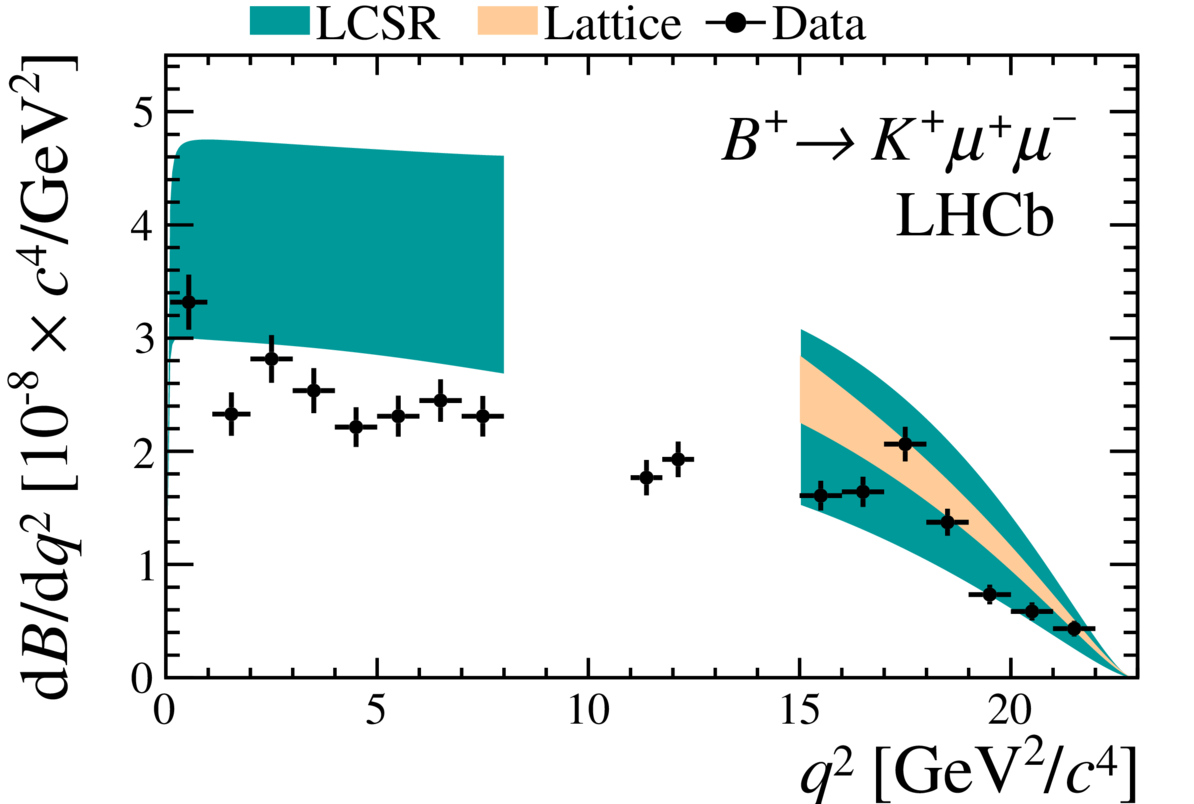 LCSR Lattice Data
dB/dq² [10⁻⁸ × c⁴/GeV²]
B⁺ → K⁺μ⁺μ⁻
LHCb
5
4
3
2
1
0
0 5 10 15 20
q² [GeV²/c⁴]